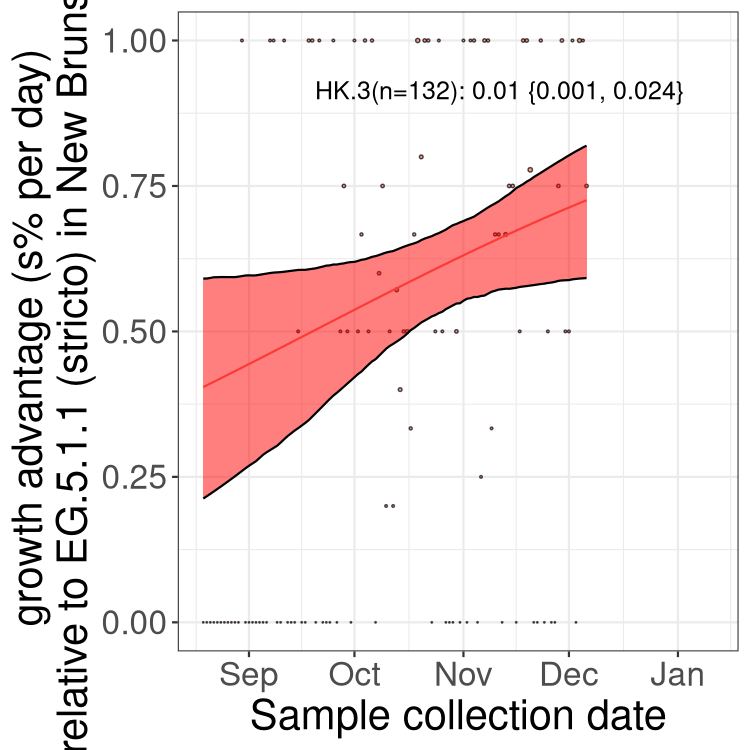 growth advantage (s% per day)
relative to EG.5.1.1 (stricto) in New Bruns
1.00
0.75
0.50
0.25
0.00
HK.3(n=132): 0.01 {0.001, 0.024}
Sep Oct Nov Dec Jan
Sample collection date